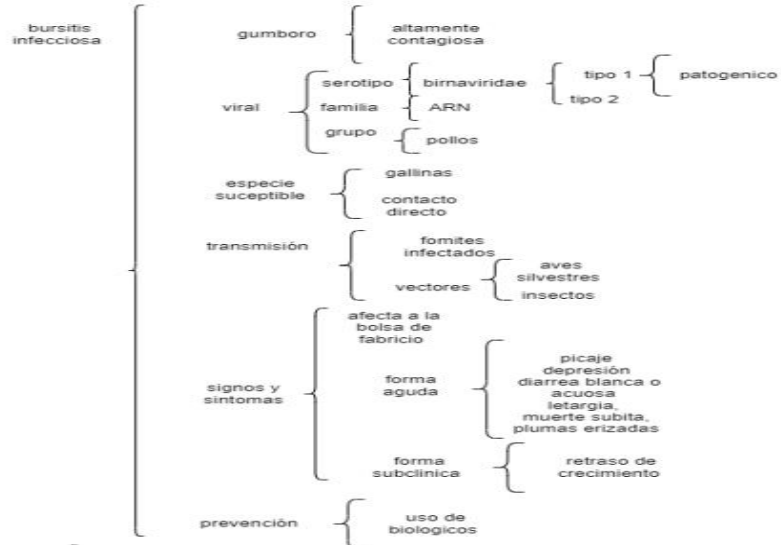 bursitis
infecciosa
gumboro
altamente
contagiosa
viral
serotipo
birnaviridae
tipo 1
patogenico
tipo 2
familia
ARN
grupo
pollos
especie
suceptible
gallinas
contacto
directo
transmisión
fomites
infectados
vectores
aves
silvestres
insectos
signos y
sintomas
afecta a la
bolsa de
fabricio
forma
aguda
picaje
depresión
diarrea blanca o
acuosa
letargia,
muerte subita,
plumas erizadas
forma
subclinica
retraso de
crecimiento
prevención
uso de
biologicos